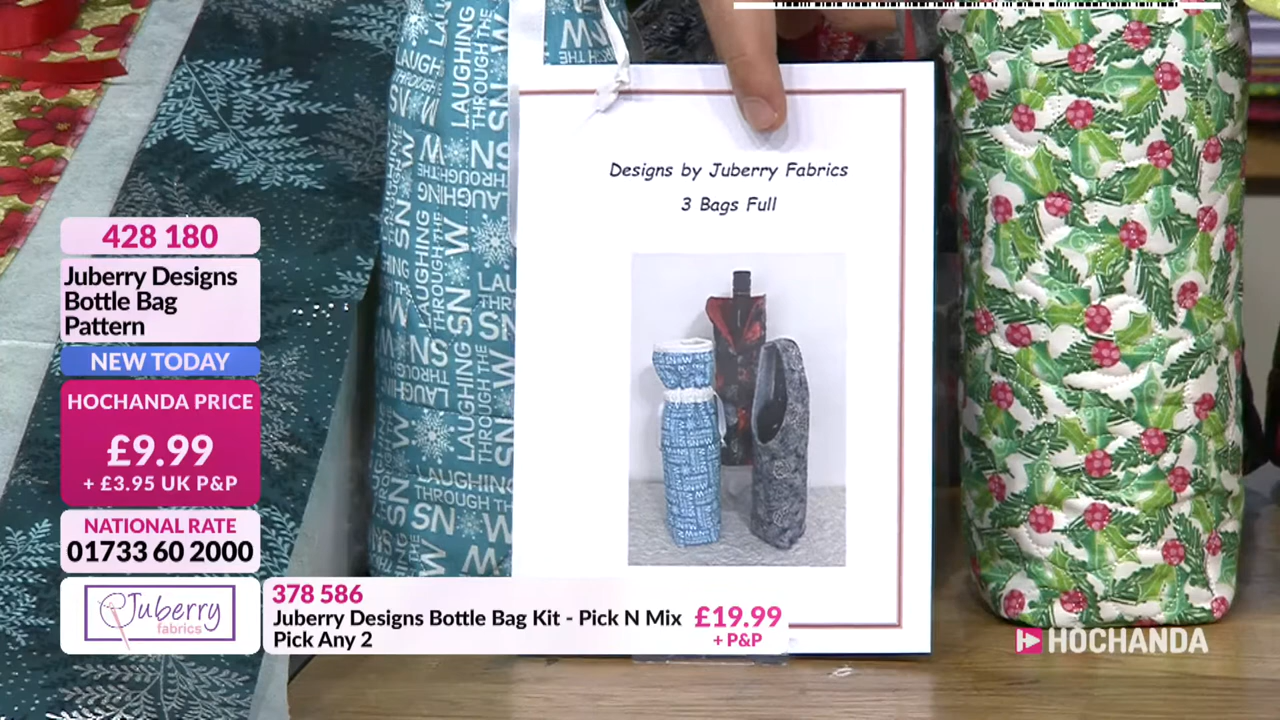 428 180
Juberry Designs
Bottle Bag
Pattern
NEW TODAY
HOCHANDA PRICE
£9.99
+ £3.95 UK P&P
NATIONAL RATE
01733 60 2000
Juberry
fabrics
378 586
Juberry Designs Bottle Bag Kit - Pick N Mix
Pick Any 2
£19.99
+ P&P
Designs by Juberry Fabrics
3 Bags Full
LAUGHING
THROUGH THE
SNOW
HOCHANDA